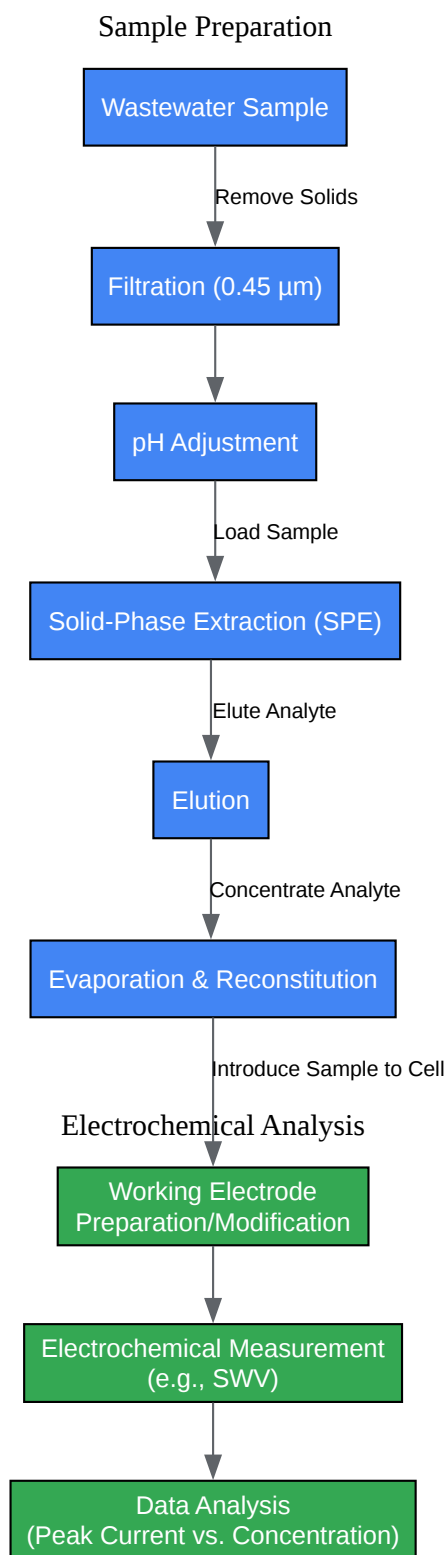 Sample Preparation
Wastewater Sample
Remove Solids
Filtration (0.45 µm)
pH Adjustment
Load Sample
Solid-Phase Extraction (SPE)
Elute Analyte
Elution
Concentrate Analyte
Evaporation & Reconstitution
Introduce Sample to Cell
Electrochemical Analysis
Working Electrode
Preparation/Modification
Electrochemical Measurement
(e.g., SWV)
Data Analysis
(Peak Current vs. Concentration)